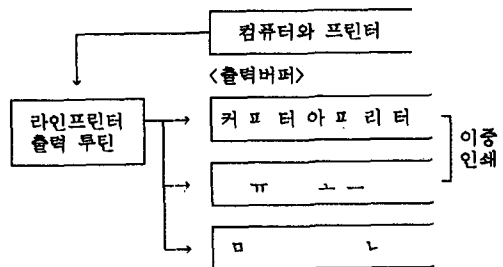 컴퓨터와 프린터
<출력버퍼>
라인프린터
출력 루틴
커 ㅍ 터 아 ㅍ 리 터
ㅠ ㅗ ㅡ
ㅁ ㄴ
이중
인쇄